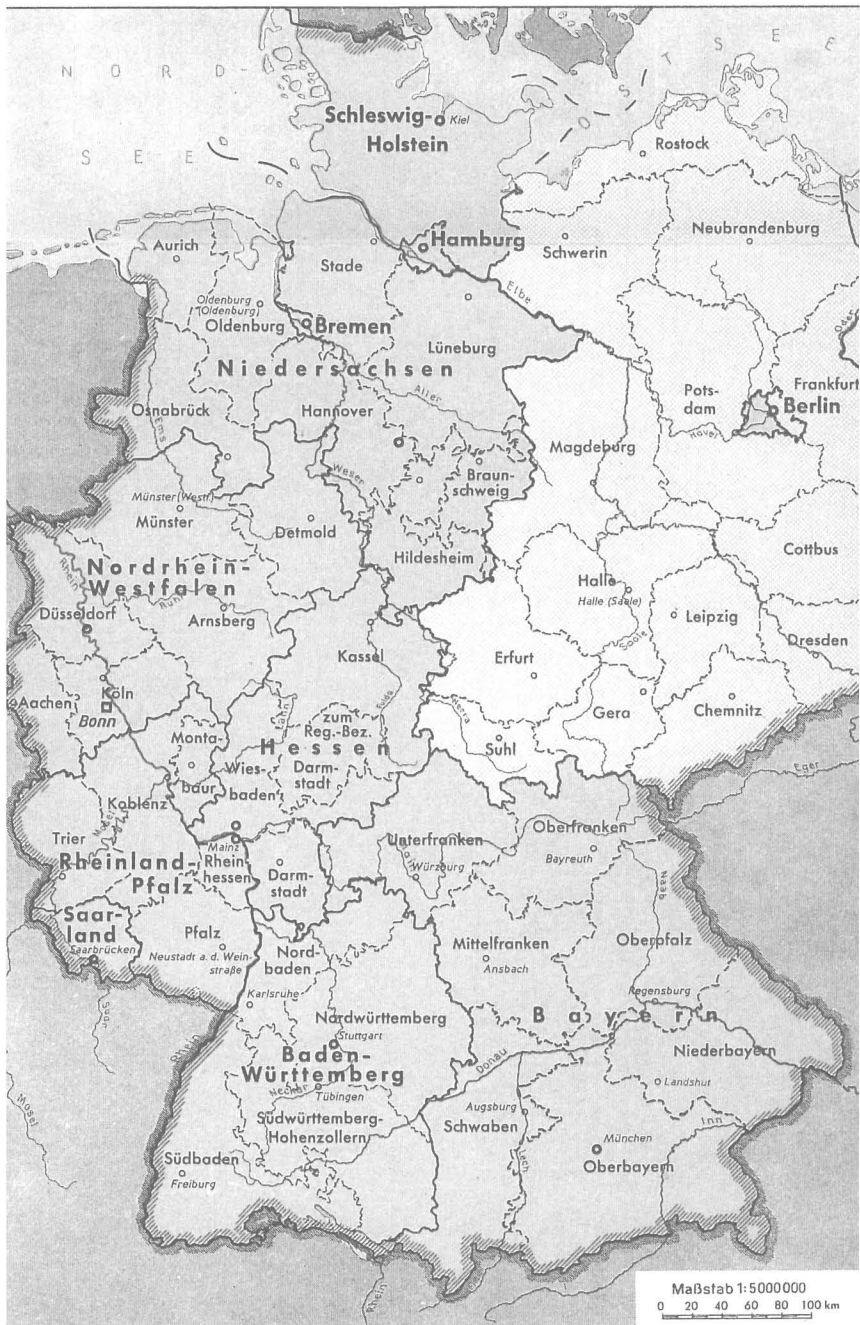 N O R D -
S E E
O S T S E E
Schleswig-
Holstein
Kiel
Rostock
Hamburg
Schwerin
Neubrandenburg
Aurich
Stade
Elbe
Oder
Oldenburg
(Oldenburg)
Oldenburg
Bremen
Lüneburg
Niedersachsen
Aller
Pots-
dam
Frankfurt
Berlin
Havel
Osnabrück
Ems
Hannover
Magdeburg
Weser
Braun-
schweig
Münster (Westf.)
Münster
Detmold
Hildesheim
Cottbus
Nordrhein-
Westfalen
Rhein
Ruhr
Halle
Halle (Saale)
Saale
Leipzig
Düsseldorf
Arnsberg
Dresden
Kassel
Erfurt
Aachen
Köln
Bonn
Lahn
Fulda
Werra
Gera
Chemnitz
zum
Reg.-Bez.
Darm-
stadt
Hessen
Suhl
Monta-
baur
Wies-
baden
Eger
Koblenz
Mosel
Trier
Rheinland-
Pfalz
Mainz
Rhein
hessen
Darm-
stadt
Unterfranken
Würzburg
Oberfranken
Bayreuth
Naab
Saar-
land
Saarbrücken
Pfalz
Neustadt a. d. Wein-
straße
Nord-
baden
Mittelfranken
Ansbach
Oberpfalz
Regensburg
Karlsruhe
Saar
Nordwürttemberg
Stuttgart
Bayern
Rhein
Baden-
Württemberg
Donau
Niederbayern
Landshut
Neckar
Tübingen
Mosel
Südwürttemberg-
Hohenzollern
Augsburg
Schwaben
Lech
München
Oberbayern
Inn
Südbaden
Freiburg
Rhein
Maßstab 1:5000000
0 20 40 60 80 100 km